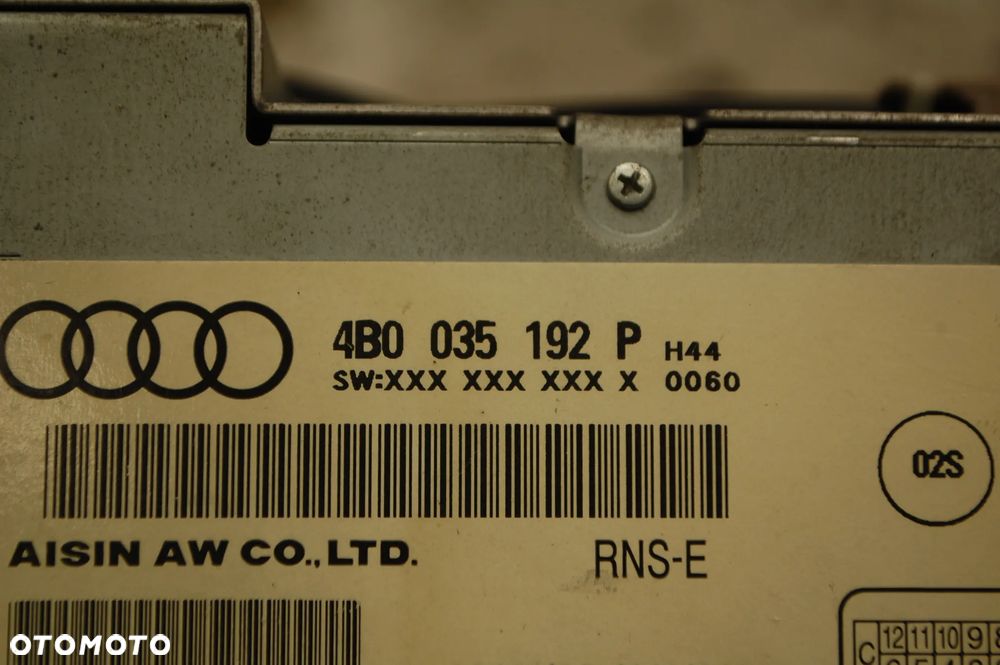 4B0 035 192 P H44
SW:XXX XXX XXX X 0060
02S
AISIN AW CO.,LTD. RNS-E
C 12 11 10 9
OTOMOTO